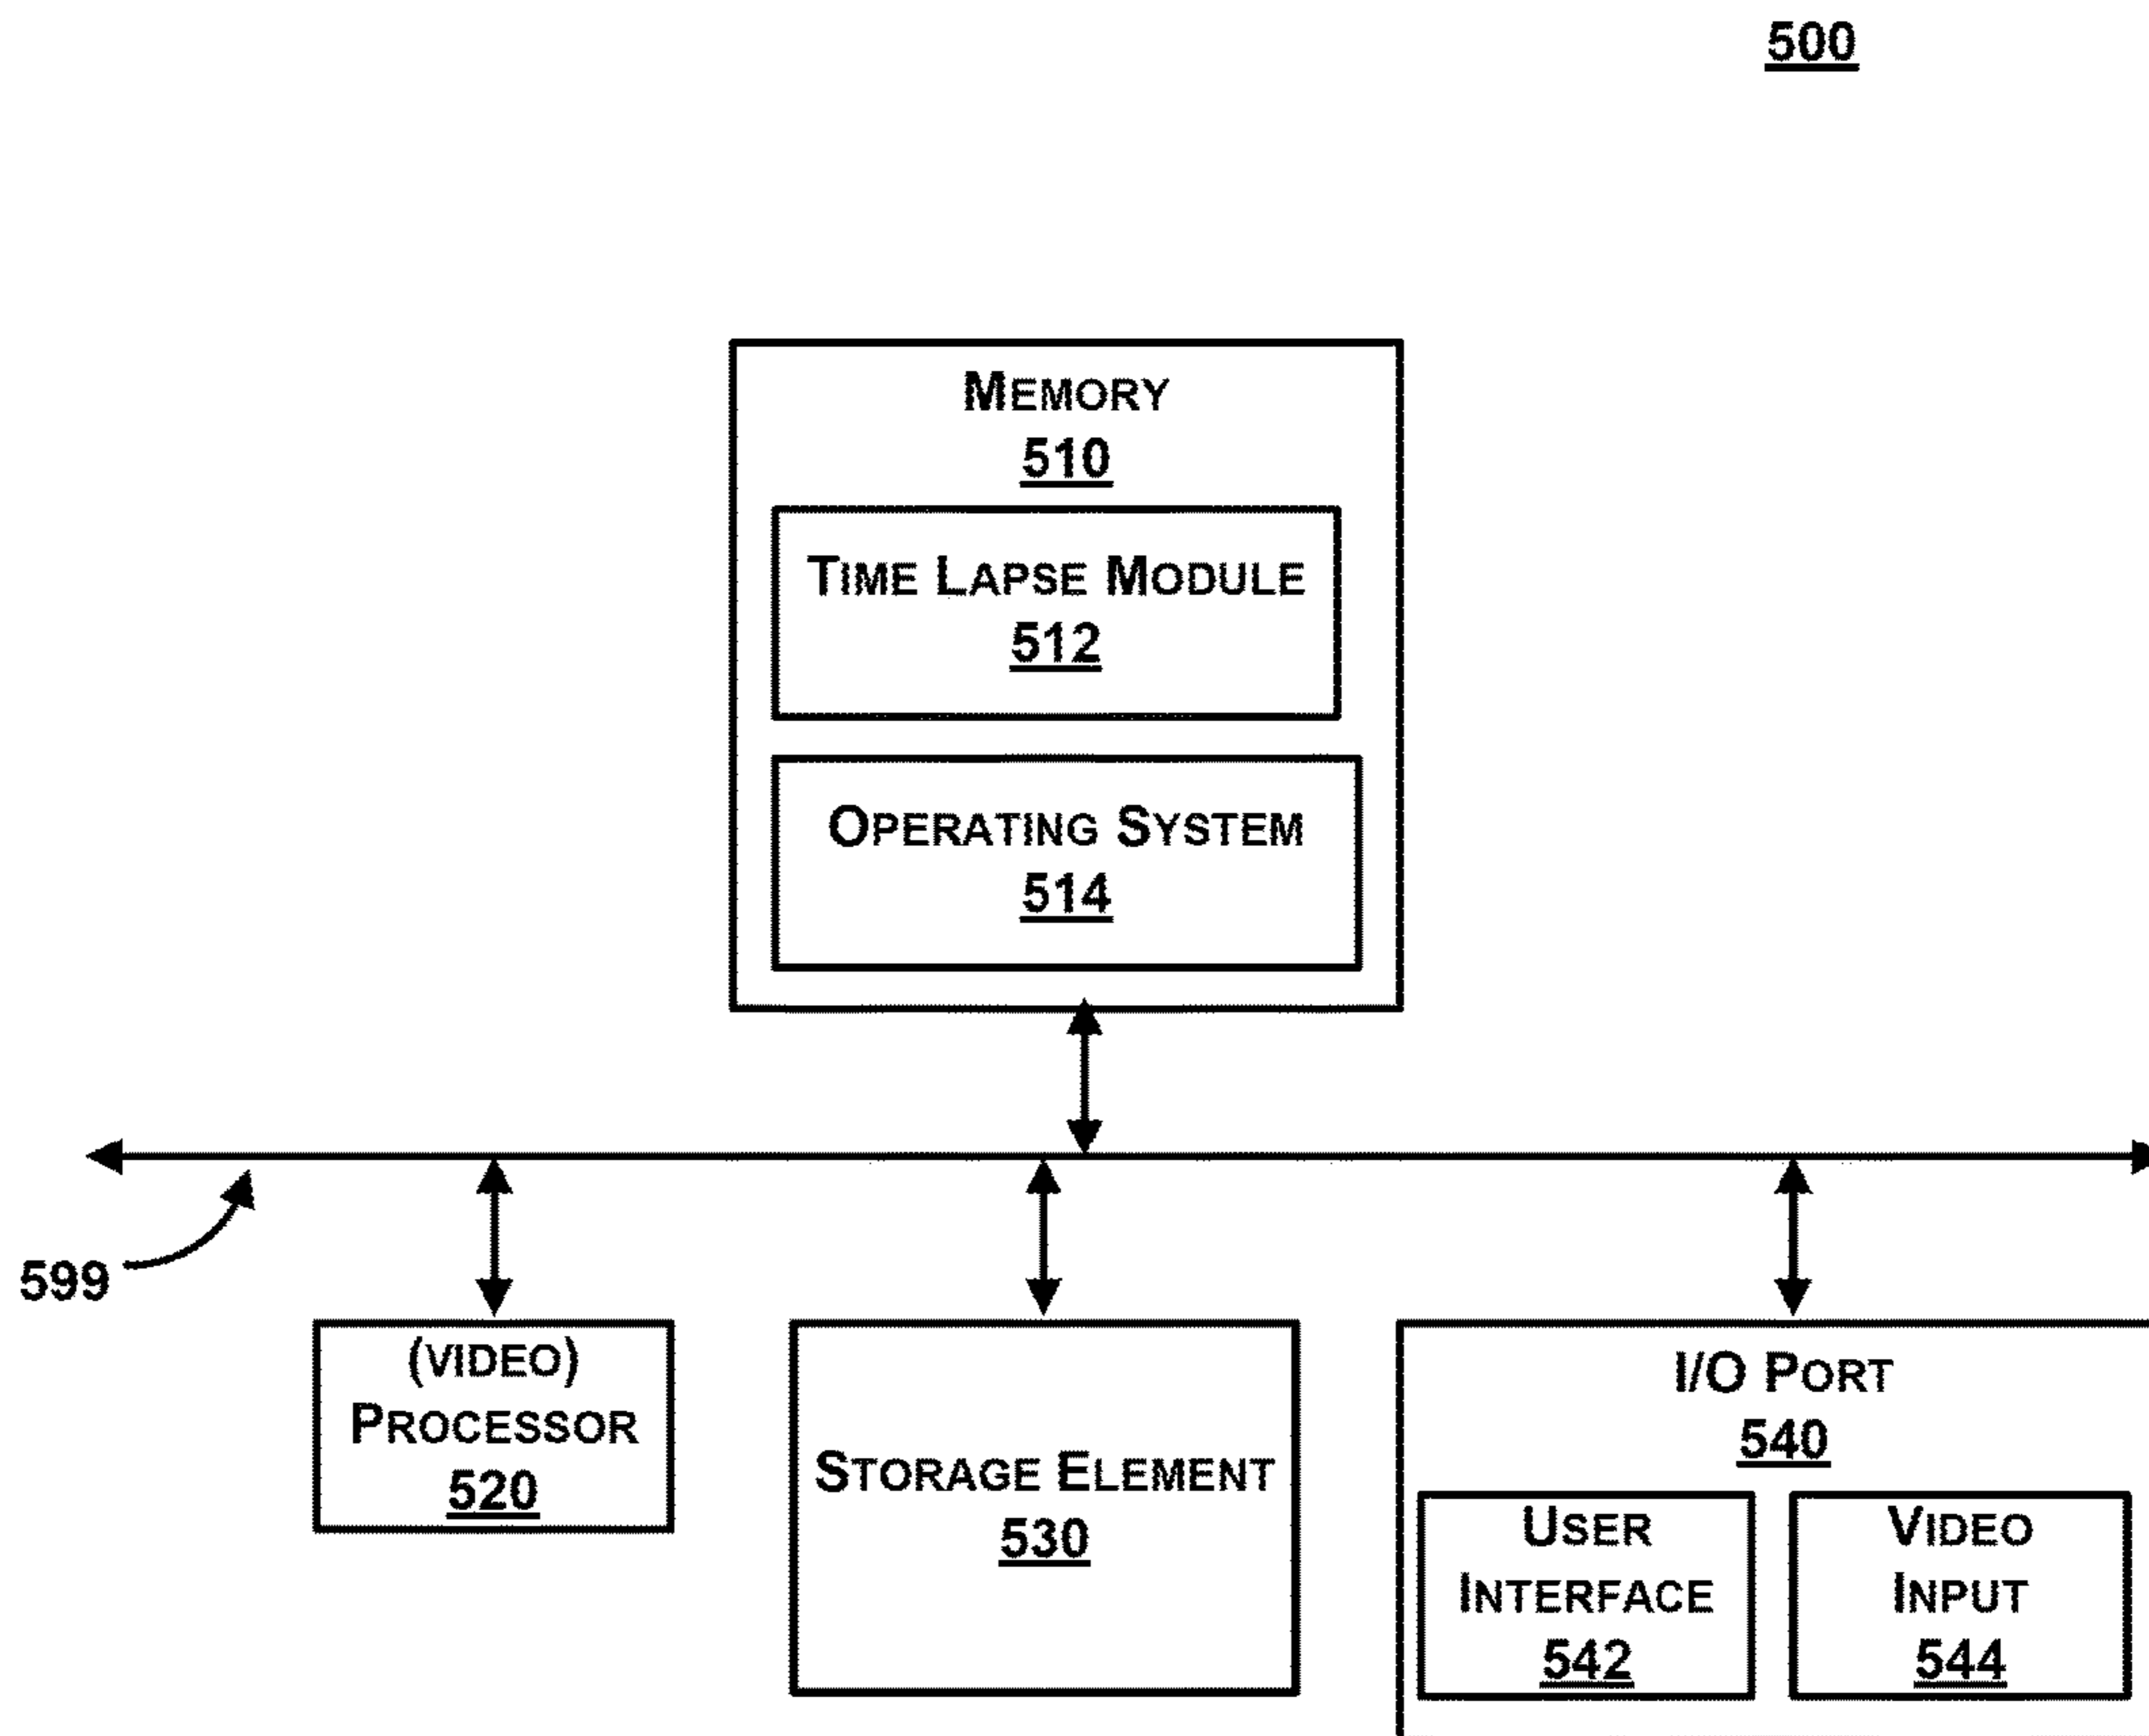 500
MEMORY
510
TIME LAPSE MODULE
512
OPERATING SYSTEM
514
599
(VIDEO)
PROCESSOR
520
STORAGE ELEMENT
530
I/O PORT
540
USER
INTERFACE
542
VIDEO
INPUT
544